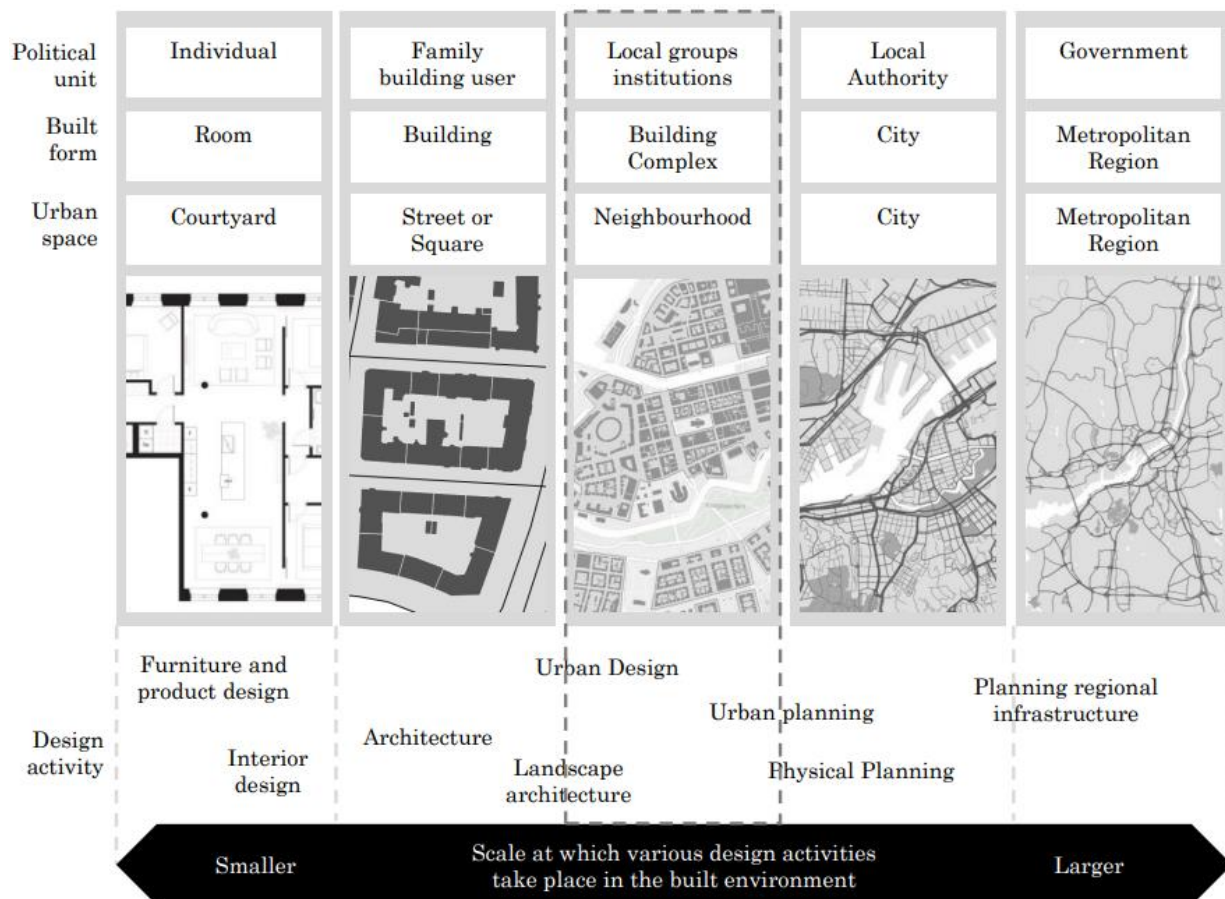 Political
unit
Individual
Family
building user
Local groups
institutions
Local
Authority
Government
Built
form
Room
Building
Building
Complex
City
Metropolitan
Region
Urban
space
Courtyard
Street or
Square
Neighbourhood
City
Metropolitan
Region
Furniture and
product design
Urban Design
Planning regional
infrastructure
Urban planning
Design
activity
Architecture
Interior
design
Landscape
architecture
Physical Planning
Smaller
Scale at which various design activities
take place in the built environment
Larger